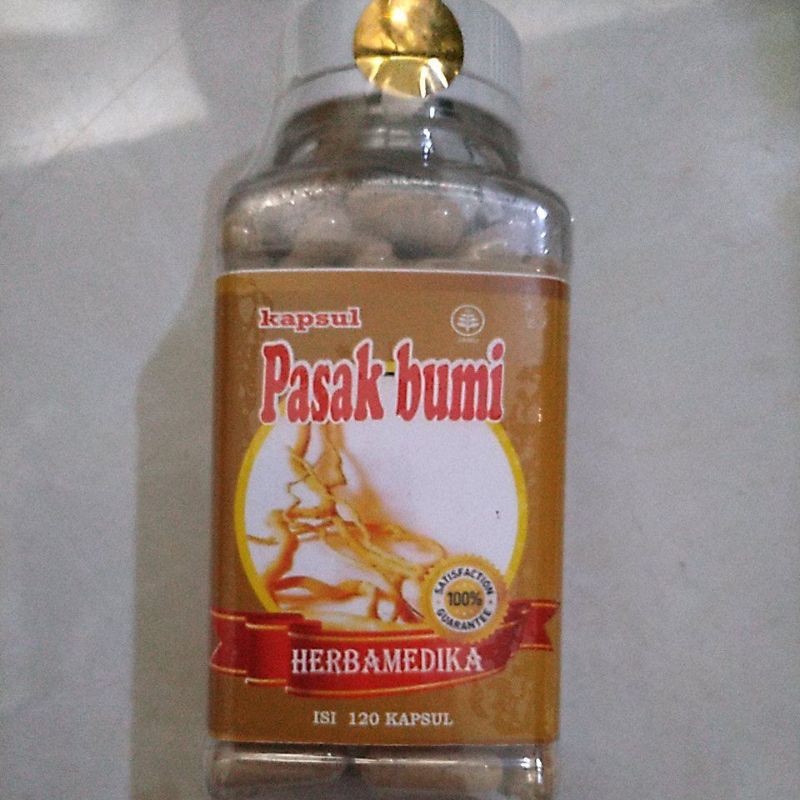 kapsul
Pasak bumi
SATISFACTION
100%
GUARANTEE
HERBAMEDIKA
ISI 120 KAPSUL